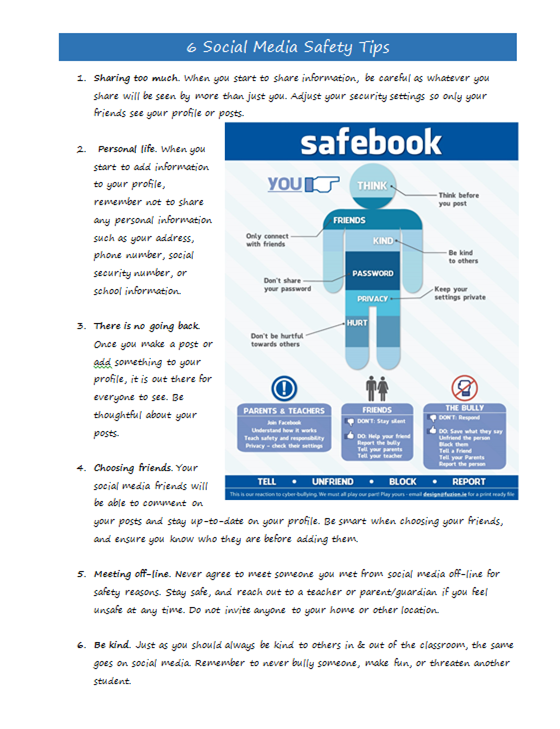 6 Social Media Safety Tips
1. Sharing too much. When you start to share information, be careful as whatever you
share will be seen by more than just you. Adjust your security settings so only your
friends see your profile or posts.
2. Personal life. When you
start to add information
to your profile,
remember not to share
any personal information
such as your address,
phone number, social
security number, or
school information.
3. There is no going back.
Once you make a post or
add something to your
profile, it is out there for
everyone to see. Be
thoughtful about your
posts.
4. Choosing friends. Your
social media friends will
be able to comment on
your posts and stay up-to-date on your profile. Be smart when choosing your friends,
and ensure you know who they are before adding them.
safebook
YOU
THINK
Think before
you post
FRIENDS
Only connect
with friends
KIND
Be kind
to others
PASSWORD
Don't share
your password
PRIVACY
Keep your
settings private
HURT
Don't be hurtful
towards others
PARENTS & TEACHERS
Join Facebook
Understand how it works
Teach safety and responsibility
Privacy - check their settings
FRIENDS
DON'T: Stay silent
DO: Help your friend
Report the bully
Tell your parents
Tell your teacher
THE BULLY
DON'T: Respond
DO: Save what they say
Unfriend the person
Block them
Tell a friend
Tell your Parents
Report the person
TELL • UNFRIEND • BLOCK • REPORT
This is our reaction to cyber-bullying. We must all play our part! Play yours - email design@fuzion.ie for a print ready file
5. Meeting off-line. Never agree to meet someone you met from social media off-line for
safety reasons. Stay safe, and reach out to a teacher or parent/guardian if you feel
unsafe at any time. Do not invite anyone to your home or other location.
6. Be kind. Just as you should always be kind to others in & out of the classroom, the same
goes on social media. Remember to never bully someone, make fun, or threaten another
student.